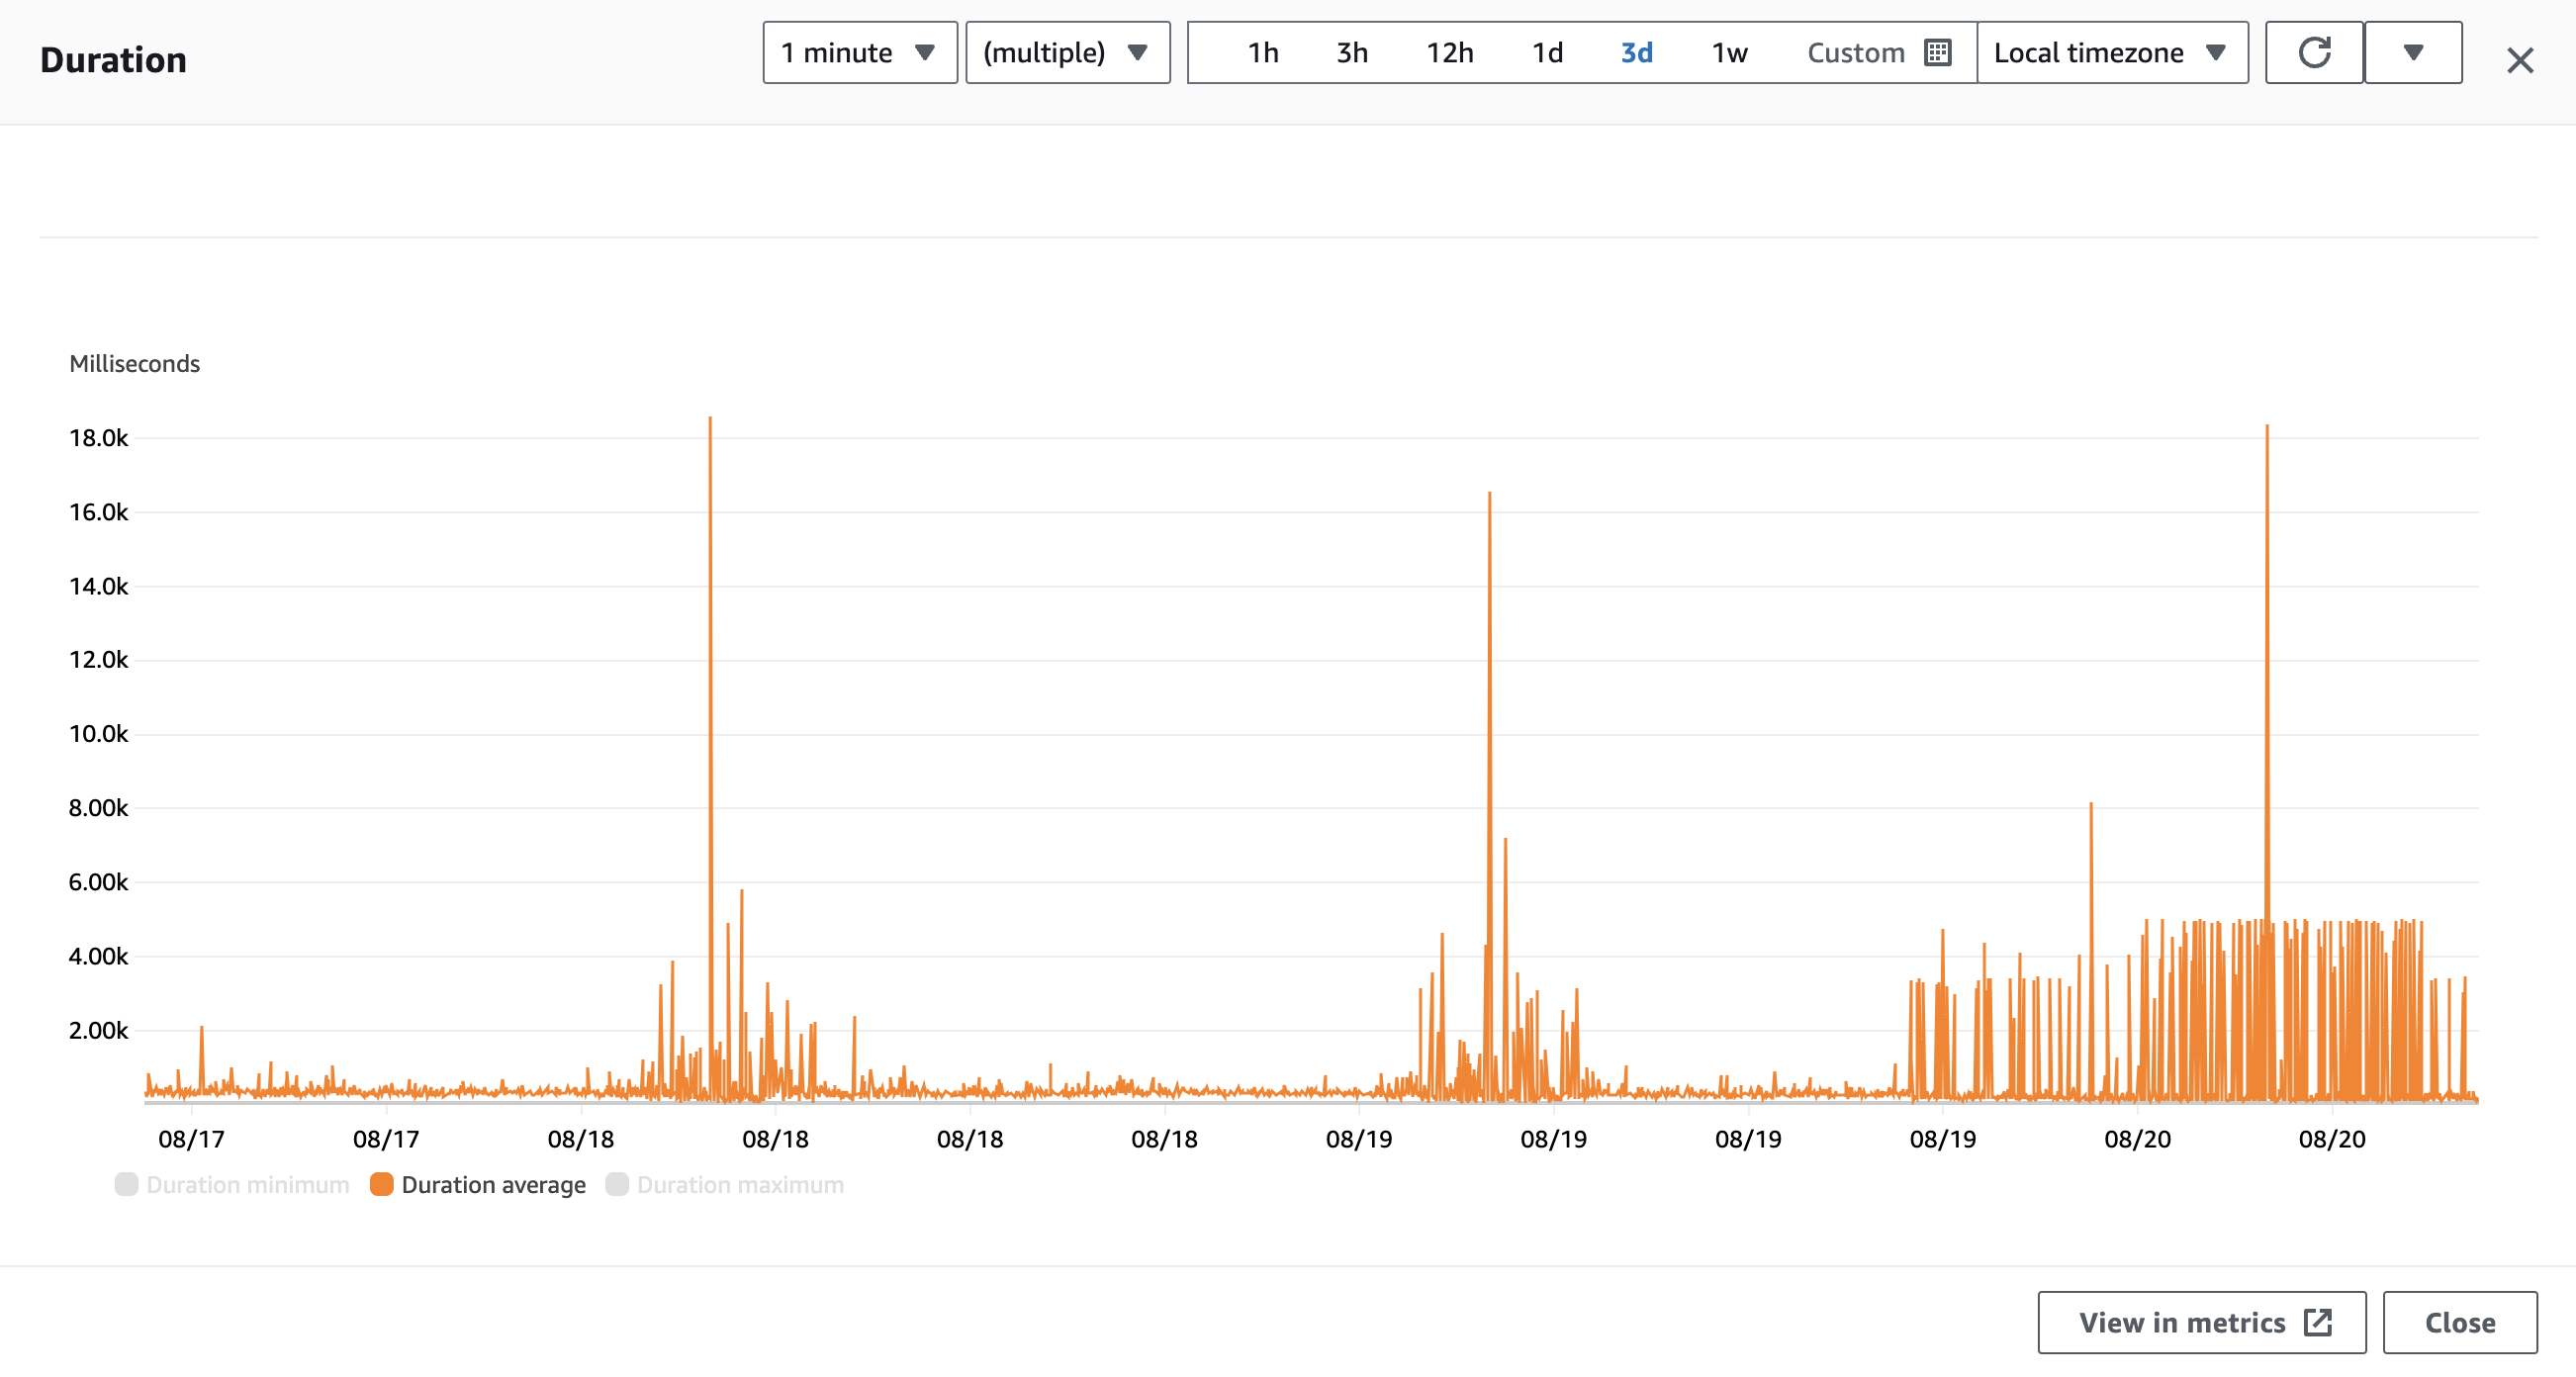 Duration
1 minute (multiple) 1h 3h 12h 1d 3d 1w Custom Local timezone
Milliseconds
18.0k
16.0k
14.0k
12.0k
10.0k
8.00k
6.00k
4.00k
2.00k
08/17 08/17 08/18 08/18 08/18 08/18 08/19 08/19 08/19 08/19 08/20 08/20
Duration minimum Duration average Duration maximum
View in metrics Close